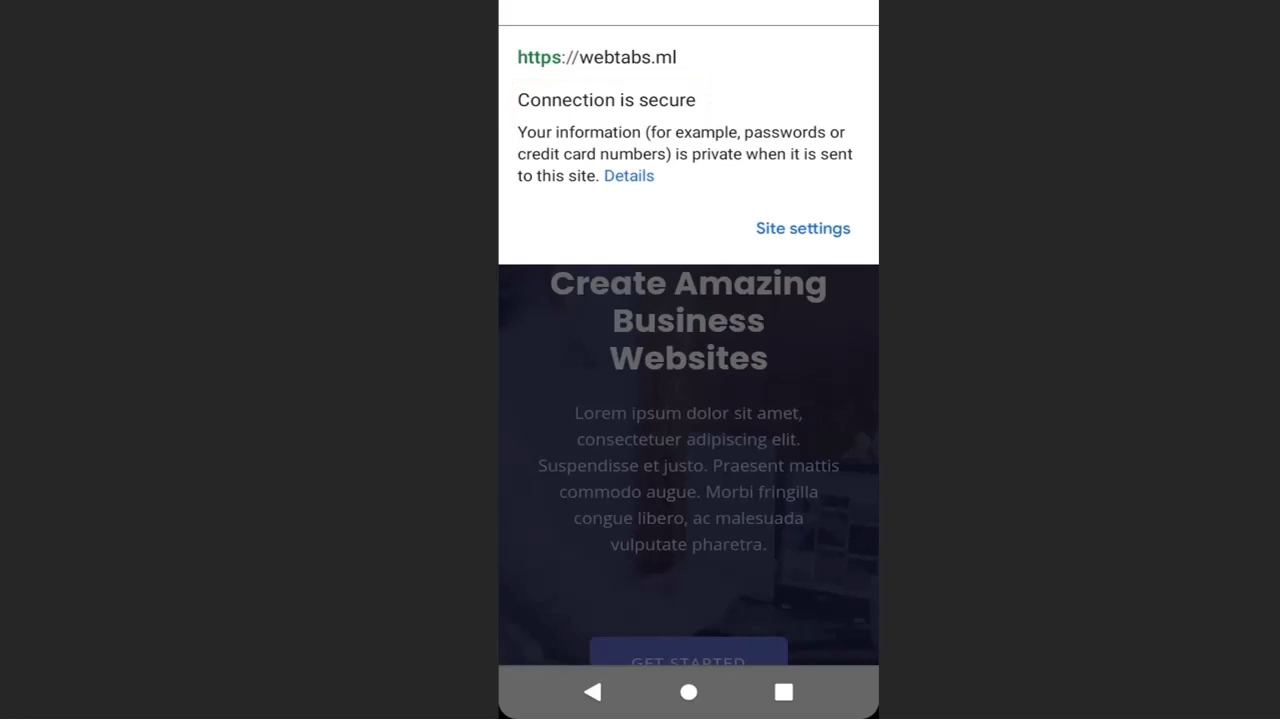 https://webtabs.ml
Connection is secure
Your information (for example, passwords or
credit card numbers) is private when it is sent
to this site. Details
Site settings
Create Amazing
Business
Websites
Lorem ipsum dolor sit amet,
consectetuer adipiscing elit.
Suspendisse et justo. Praesent mattis
commodo augue. Morbi fringilla
congue libero, ac malesuada
vulputate pharetra.
GET STARTED